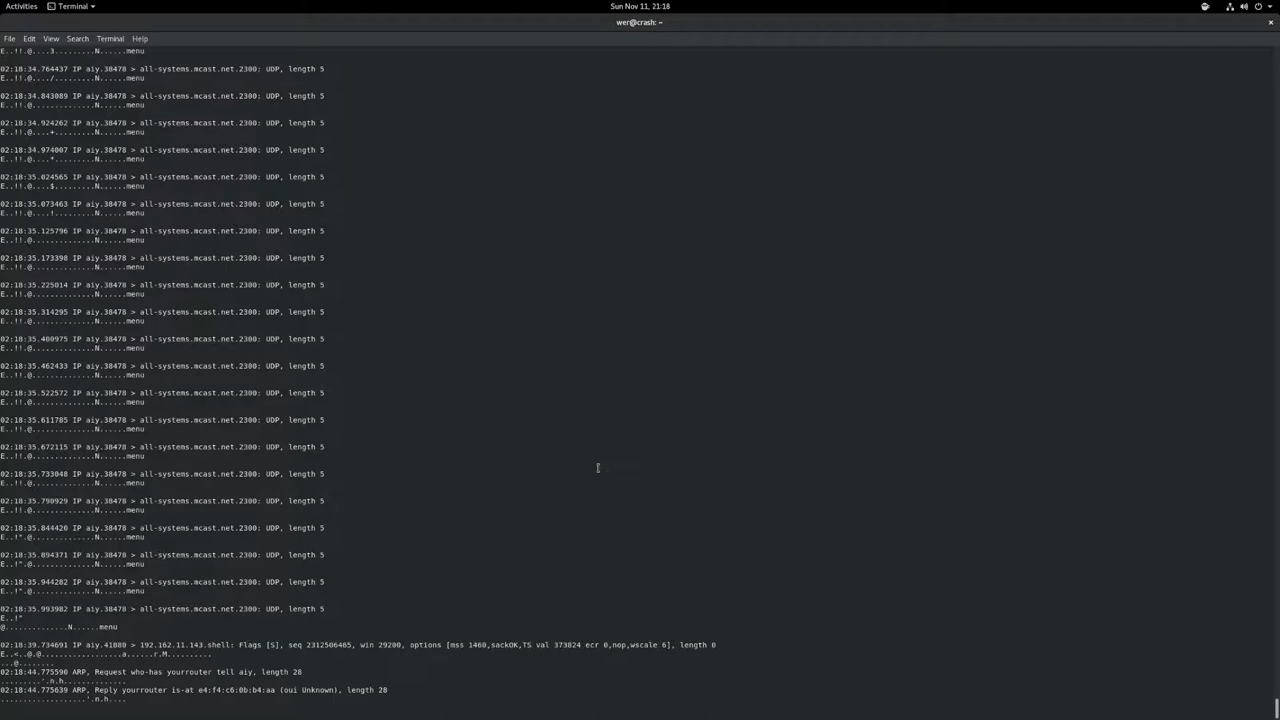 Activities Terminal Sun Nov 11, 21:18
wer@crash: ~
File Edit View Search Terminal Help
E..!!.@....3.........N......menu
02:18:34.764437 IP aiy.38478 > all-systems.mcast.net.2300: UDP, length 5
E..!!.@..../.........N......menu
02:18:34.843089 IP aiy.38478 > all-systems.mcast.net.2300: UDP, length 5
E..!!.@..............N......menu
02:18:34.924262 IP aiy.38478 > all-systems.mcast.net.2300: UDP, length 5
E..!!.@....+.........N......menu
02:18:34.974007 IP aiy.38478 > all-systems.mcast.net.2300: UDP, length 5
E..!!.@....*.........N......menu
02:18:35.024565 IP aiy.38478 > all-systems.mcast.net.2300: UDP, length 5
E..!!.@....$.........N......menu
02:18:35.073463 IP aiy.38478 > all-systems.mcast.net.2300: UDP, length 5
E..!!.@....!.........N......menu
02:18:35.125796 IP aiy.38478 > all-systems.mcast.net.2300: UDP, length 5
E..!!.@..............N......menu
02:18:35.173398 IP aiy.38478 > all-systems.mcast.net.2300: UDP, length 5
E..!!.@..............N......menu
02:18:35.225014 IP aiy.38478 > all-systems.mcast.net.2300: UDP, length 5
E..!!.@..............N......menu
02:18:35.314295 IP aiy.38478 > all-systems.mcast.net.2300: UDP, length 5
E..!!.@..............N......menu
02:18:35.400975 IP aiy.38478 > all-systems.mcast.net.2300: UDP, length 5
E..!!.@..............N......menu
02:18:35.462433 IP aiy.38478 > all-systems.mcast.net.2300: UDP, length 5
E..!!.@..............N......menu
02:18:35.522572 IP aiy.38478 > all-systems.mcast.net.2300: UDP, length 5
E..!!.@..............N......menu
02:18:35.611785 IP aiy.38478 > all-systems.mcast.net.2300: UDP, length 5
E..!!.@..............N......menu
02:18:35.672115 IP aiy.38478 > all-systems.mcast.net.2300: UDP, length 5
E..!!.@..............N......menu
02:18:35.733048 IP aiy.38478 > all-systems.mcast.net.2300: UDP, length 5
E..!!.@..............N......menu
02:18:35.790929 IP aiy.38478 > all-systems.mcast.net.2300: UDP, length 5
E..!!.@..............N......menu
02:18:35.844420 IP aiy.38478 > all-systems.mcast.net.2300: UDP, length 5
E..!".@..............N......menu
02:18:35.894371 IP aiy.38478 > all-systems.mcast.net.2300: UDP, length 5
E..!".@..............N......menu
02:18:35.944282 IP aiy.38478 > all-systems.mcast.net.2300: UDP, length 5
E..!".@..............N......menu
02:18:35.993982 IP aiy.38478 > all-systems.mcast.net.2300: UDP, length 5
E..!"
@..............N......menu
02:18:39.734691 IP aiy.41880 > 192.162.11.143.shell: Flags [S], seq 2312506465, win 29200, options [mss 1460,sackOK,TS val 373824 ecr 0,nop,wscale 6], length 0
E..<..@.@..................a......r.M..........
...@.......
02:18:44.775590 ARP, Request who-has yourrouter tell aiy, length 28
........'.n.h..............
02:18:44.775639 ARP, Reply yourrouter is-at e4:f4:c6:0b:b4:aa (oui Unknown), length 28
...................'.n.h....